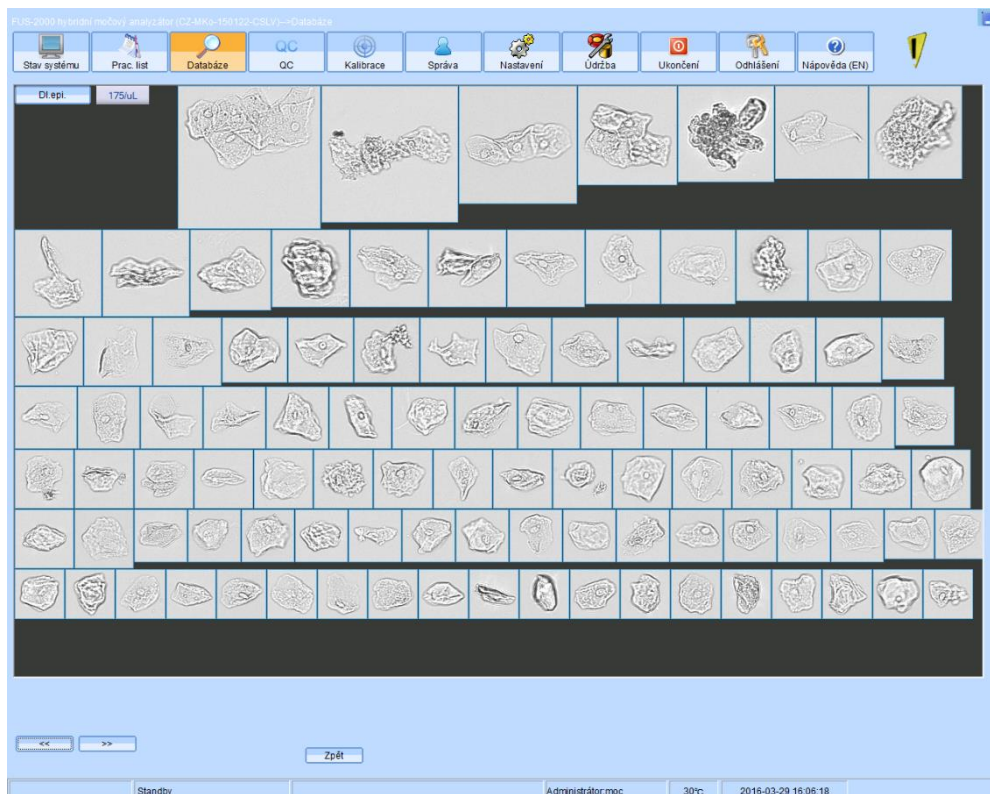 FUS-2000 hybridní močový analyzátor (CZ-MKo-150122-CSLV)-->Databáze
Stav systému Prac. list Databáze QC Kalibrace Správa Nastavení Údržba Ukončení Odhlášení Nápověda (EN)
QC
Dl.epi. 175/uL
<< >>
Zpět
Standby Administrátor.moc 30°C 2016-03-29 16:06:18